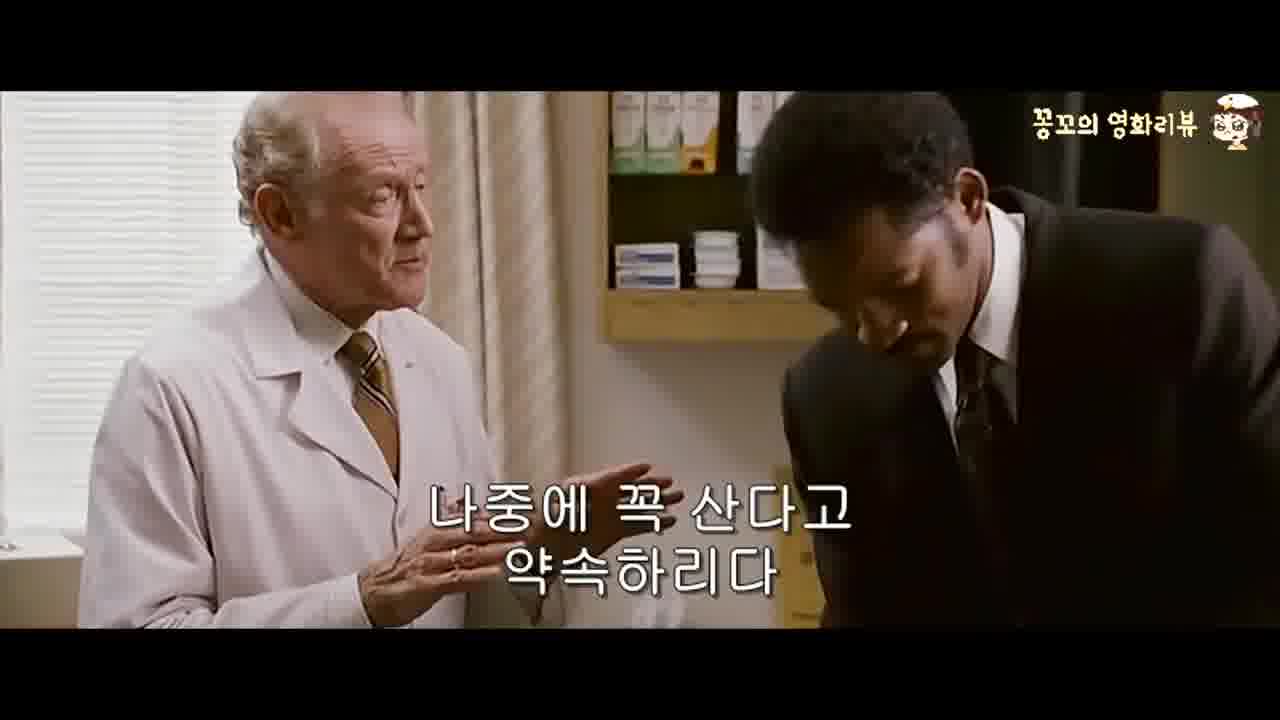 꽁꼬의 영화리뷰
나중에 꼭 산다고
약속하리다